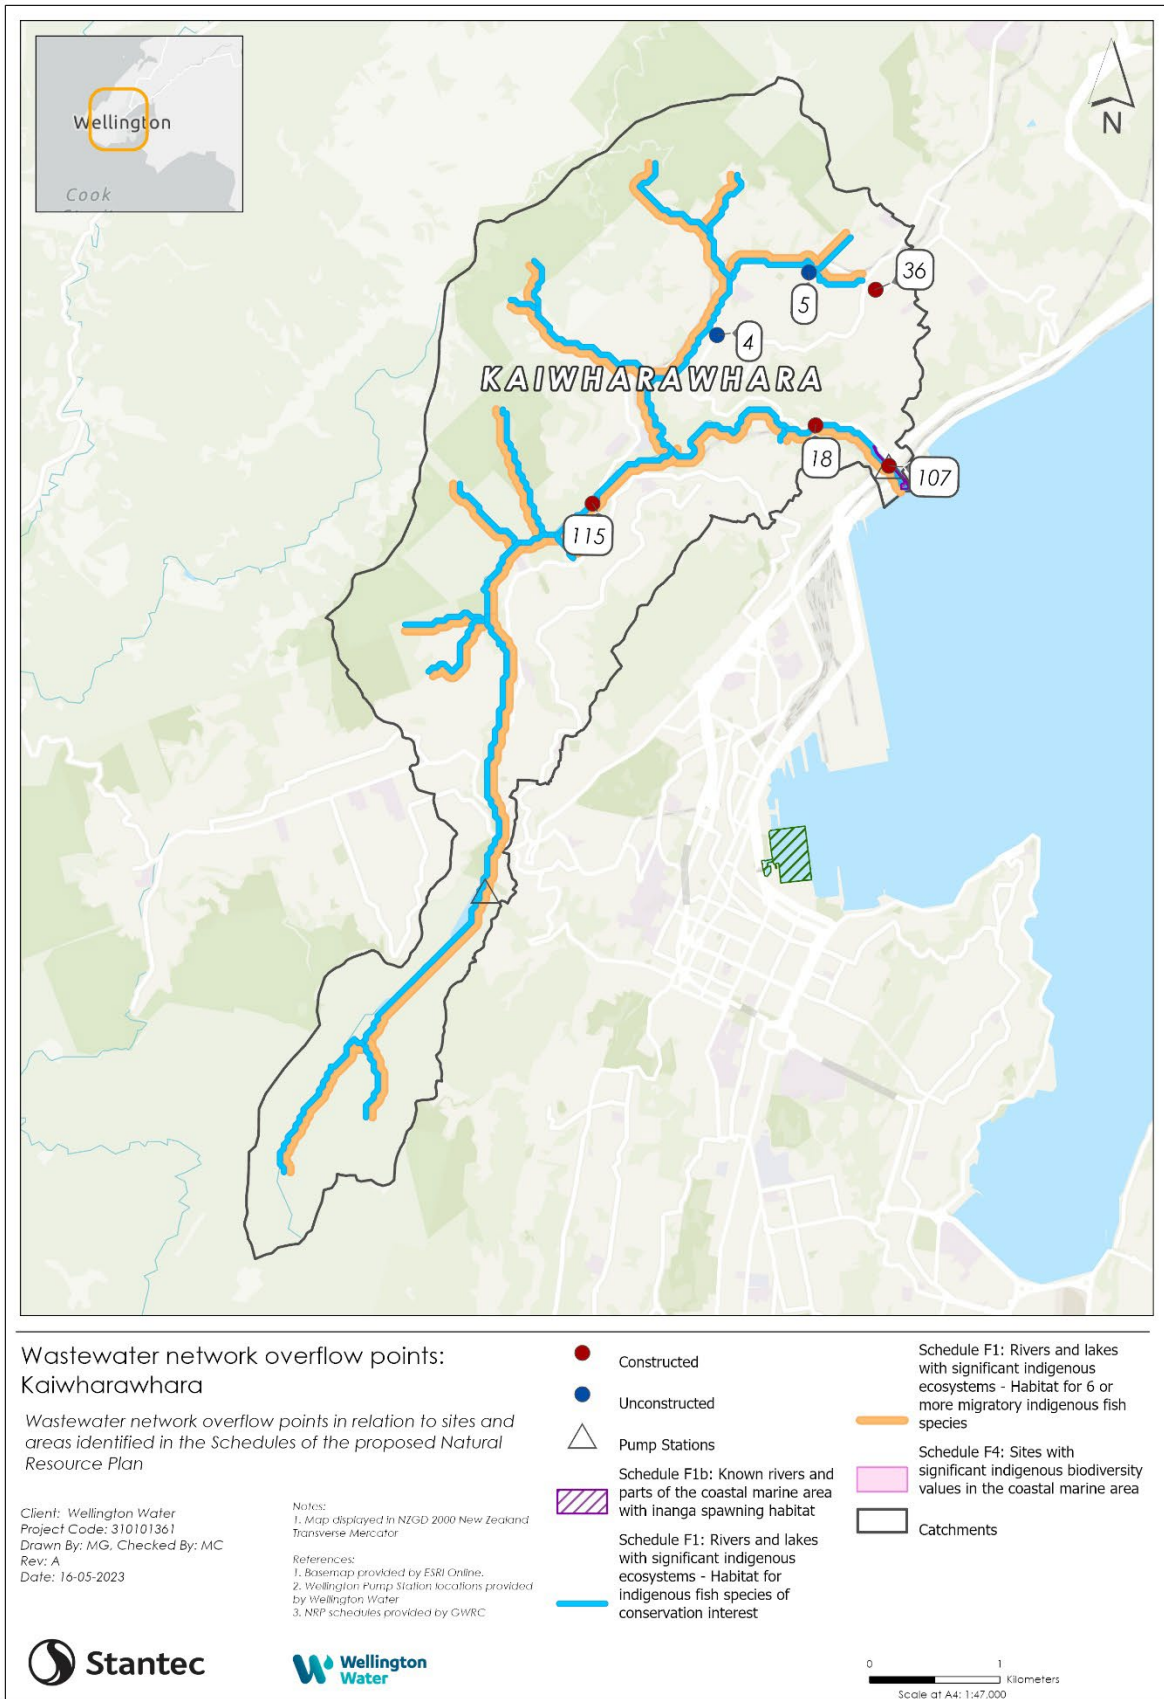 Wellington
Cook
N
36
5
4
KAIWHARAWHARA
18
107
115
Wastewater network overflow points:
Kaiwharawhara
Wastewater network overflow points in relation to sites and
areas identified in the Schedules of the proposed Natural
Resource Plan
Client: Wellington Water
Project Code: 310101361
Drawn By: MG, Checked By: MC
Rev: A
Date: 16-05-2023
Notes:
1. Map displayed in NZGD 2000 New Zealand
Transverse Mercator
References:
1. Basemap provided by ESRI Online.
2. Wellington Pump Station locations provided
by Wellington Water
3. NRP schedules provided by GWRC
Constructed
Unconstructed
Pump Stations
Schedule F1b: Known rivers and
parts of the coastal marine area
with inanga spawning habitat
Schedule F1: Rivers and lakes
with significant indigenous
ecosystems - Habitat for
indigenous fish species of
conservation interest
Schedule F1: Rivers and lakes
with significant indigenous
ecosystems - Habitat for 6 or
more migratory indigenous fish
species
Schedule F4: Sites with
significant indigenous biodiversity
values in the coastal marine area
Catchments
Stantec
Wellington
Water
0 1
Kilometers
Scale at A4: 1:47,000